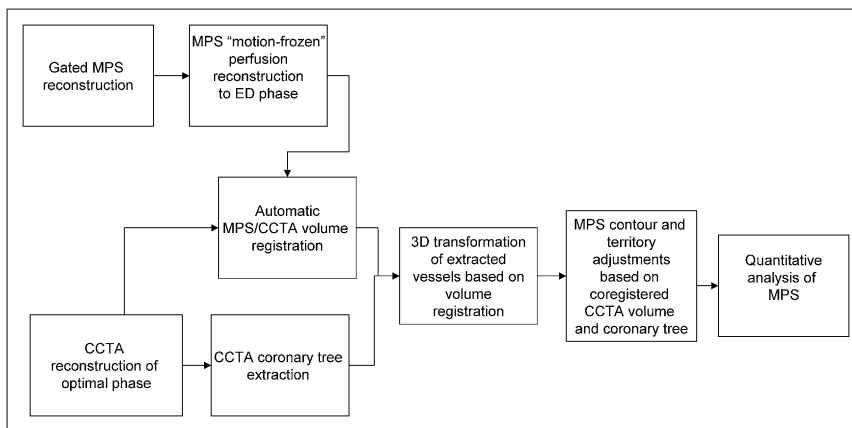 Gated MPS
reconstruction
MPS “motion-frozen”
perfusion
reconstruction
to ED phase
Automatic
MPS/CCTA volume
registration
CCTA
reconstruction of
optimal phase
CCTA coronary tree
extraction
3D transformation
of extracted
vessels based on
volume
registration
MPS contour and
territory
adjustments
based on
coregistered
CCTA volume
and coronary tree
Quantitative
analysis of
MPS